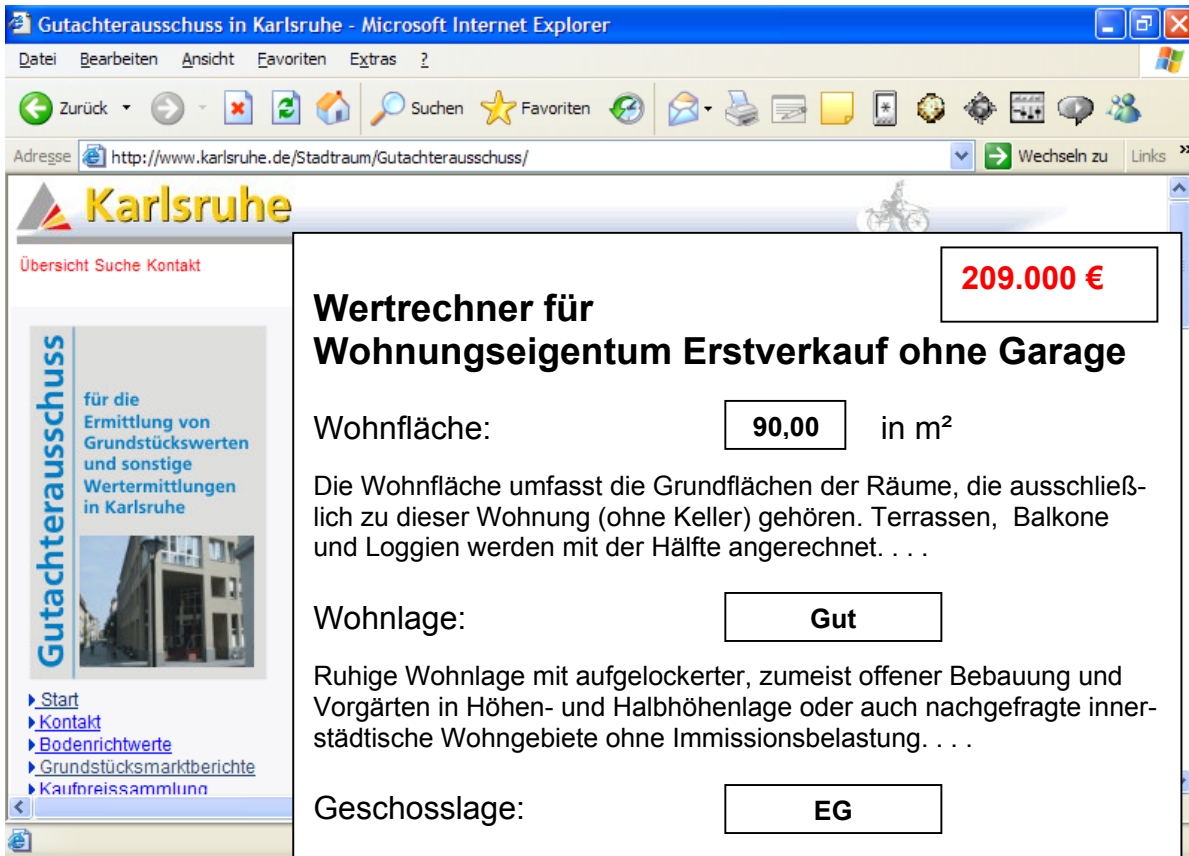 Gutachterausschuss in Karlsruhe - Microsoft Internet Explorer
Datei Bearbeiten Ansicht Favoriten Extras ?
Zurück Suchen Favoriten
Adresse http://www.karlsruhe.de/Stadtraum/Gutachterausschuss/ Wechseln zu Links »
Karlsruhe
Übersicht Suche Kontakt
Gutachterausschuss
für die
Ermittlung von
Grundstückswerten
und sonstige
Wertermittlungen
in Karlsruhe
Start
Kontakt
Bodenrichtwerte
Grundstücksmarktberichte
Kaufpreissammlung
209.000 €
Wertrechner für
Wohnungseigentum Erstverkauf ohne Garage
Wohnfläche: 90,00 in m²
Die Wohnfläche umfasst die Grundflächen der Räume, die ausschließ-
lich zu dieser Wohnung (ohne Keller) gehören. Terrassen, Balkone
und Loggien werden mit der Hälfte angerechnet. . . .
Wohnlage: Gut
Ruhige Wohnlage mit aufgelockerter, zumeist offener Bebauung und
Vorgärten in Höhen- und Halbhöhenlage oder auch nachgefragte inner-
städtische Wohngebiete ohne Immissionsbelastung. . . .
Geschosslage: EG